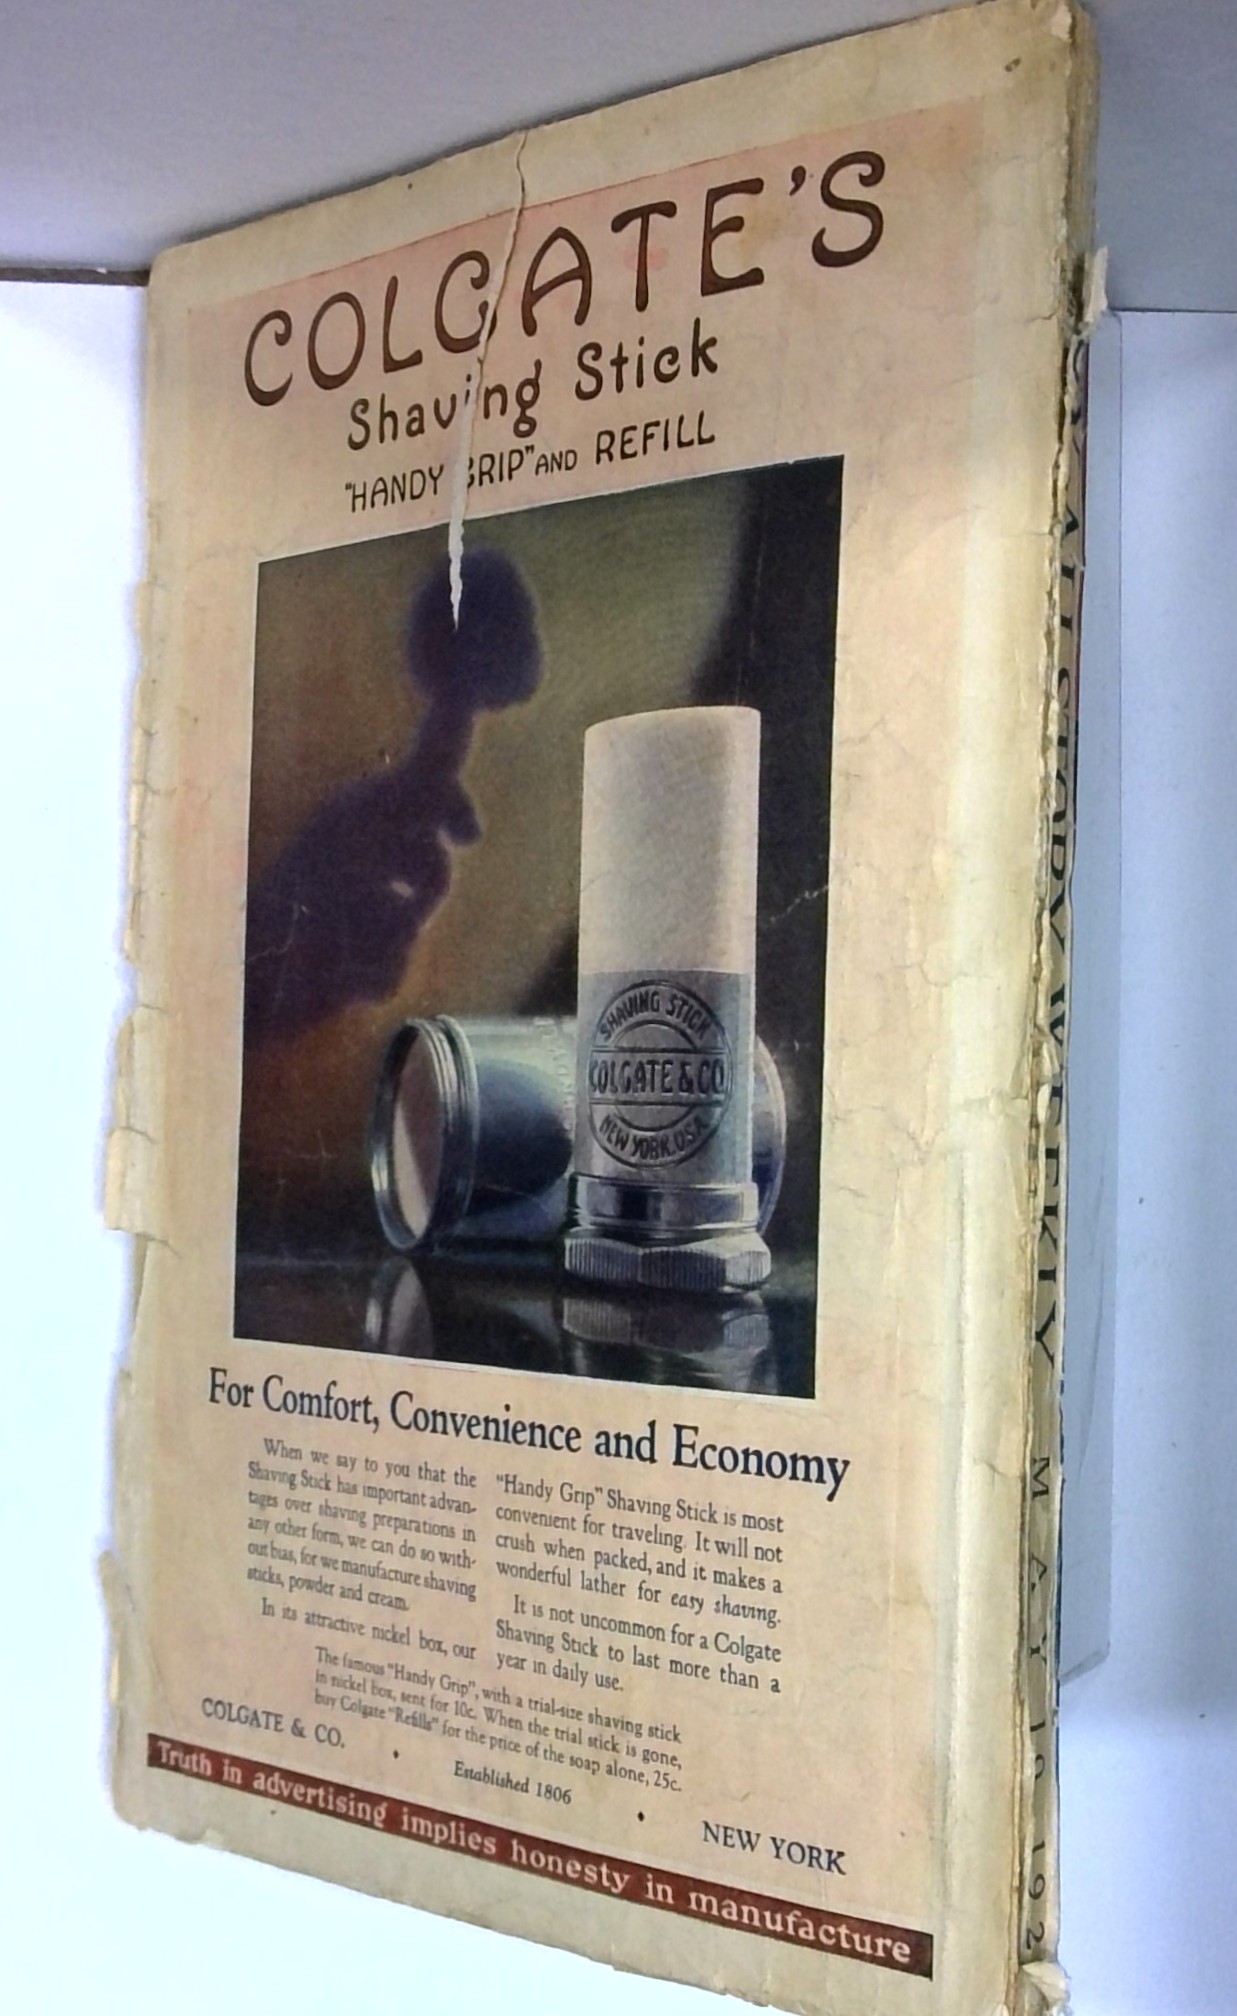 COLGATE'S
Shaving Stick
"HANDY GRIP" AND REFILL
SHAVING STICK
COLGATE & CO
NEW YORK, U.S.A.
For Comfort, Convenience and Economy
When we say to you that the
Shaving Stick has important advan-
tages over shaving preparations in
any other form, we can do so with-
out bias, for we manufacture shaving
sticks, powder and cream.
In its attractive nickel box, our
"Handy Grip" Shaving Stick is most
convenient for traveling. It will not
crush when packed, and it makes a
wonderful lather for easy shaving.
It is not uncommon for a Colgate
Shaving Stick to last more than a
year in daily use.
The famous "Handy Grip", with a trial-size shaving stick
in nickel box, sent for 10c. When the trial stick is gone,
buy Colgate "Refills" for the price of the soap alone, 25c.
COLGATE & CO. • Established 1806 • NEW YORK
Truth in advertising implies honesty in manufacture
STORY WEEKLY MAY 10 192